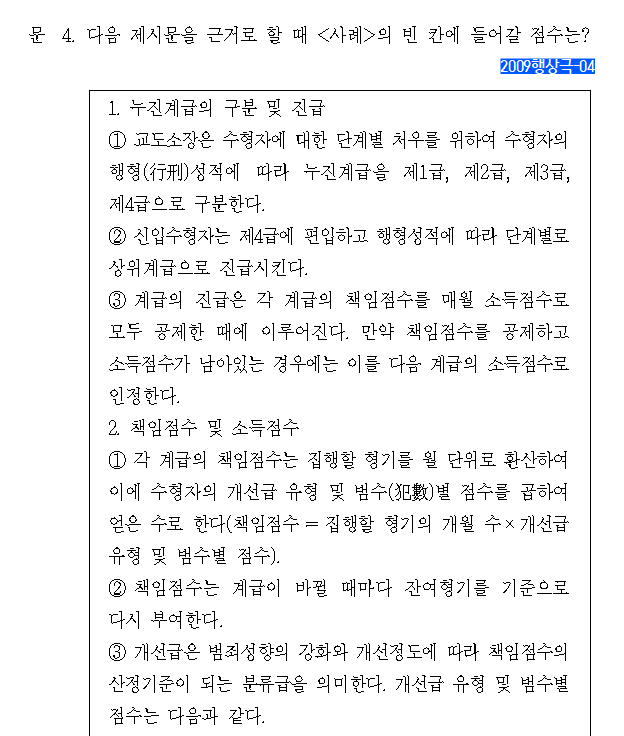 문 4. 다음 제시문을 근거로 할 때 <사례>의 빈 칸에 들어갈 점수는?
2009행상극-04
1. 누진계급의 구분 및 진급
① 교도소장은 수형자에 대한 단계별 처우를 위하여 수형자의
행형(行刑)성적에 따라 누진계급을 제1급, 제2급, 제3급,
제4급으로 구분한다.
② 신입수형자는 제4급에 편입하고 행형성적에 따라 단계별로
상위계급으로 진급시킨다.
③ 계급의 진급은 각 계급의 책임점수를 매월 소득점수로
모두 공제한 때에 이루어진다. 만약 책임점수를 공제하고
소득점수가 남아있는 경우에는 이를 다음 계급의 소득점수로
인정한다.
2. 책임점수 및 소득점수
① 각 계급의 책임점수는 집행할 형기를 월 단위로 환산하여
이에 수형자의 개선급 유형 및 범수(犯數)별 점수를 곱하여
얻은 수로 한다(책임점수 = 집행할 형기의 개월 수 × 개선급
유형 및 범수별 점수).
② 책임점수는 계급이 바뀔 때마다 잔여형기를 기준으로
다시 부여한다.
③ 개선급은 범죄성향의 강화와 개선정도에 따라 책임점수의
산정기준이 되는 분류급을 의미한다. 개선급 유형 및 범수별
점수는 다음과 같다.